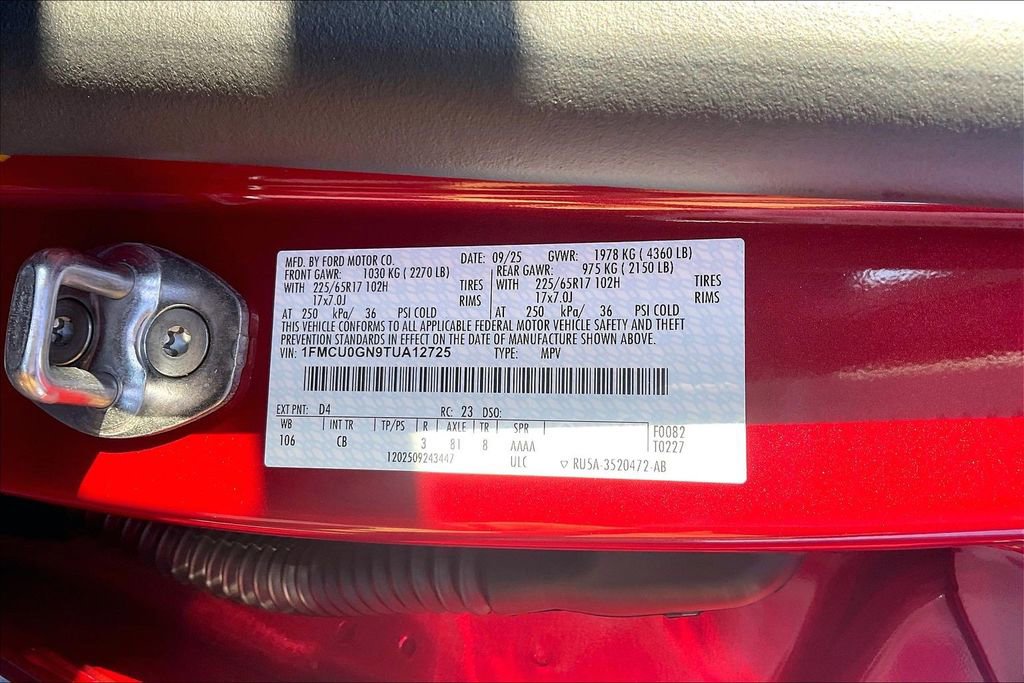 MFD. BY FORD MOTOR CO. DATE: 09/25 GVWR: 1978 KG ( 4360 LB)
FRONT GAWR: 1030 KG ( 2270 LB) REAR GAWR: 975 KG ( 2150 LB)
WITH 225/65R17 102H TIRES WITH 225/65R17 102H TIRES
17x7.0J RIMS 17x7.0J RIMS
AT 250 kPa/ 36 PSI COLD AT 250 kPa/ 36 PSI COLD
THIS VEHICLE CONFORMS TO ALL APPLICABLE FEDERAL MOTOR VEHICLE SAFETY AND THEFT
PREVENTION STANDARDS IN EFFECT ON THE DATE OF MANUFACTURE SHOWN ABOVE.
VIN: 1FMCU0GN9TUA12725 TYPE: MPV
EXT PNT: D4 RC: 23 DSO:
WB INT TR TP/PS R AXLE TR SPR F0082
106 CB 3 81 8 AAAA T0227
1202509243447 ULC ▽ RU5A-3520472-AB